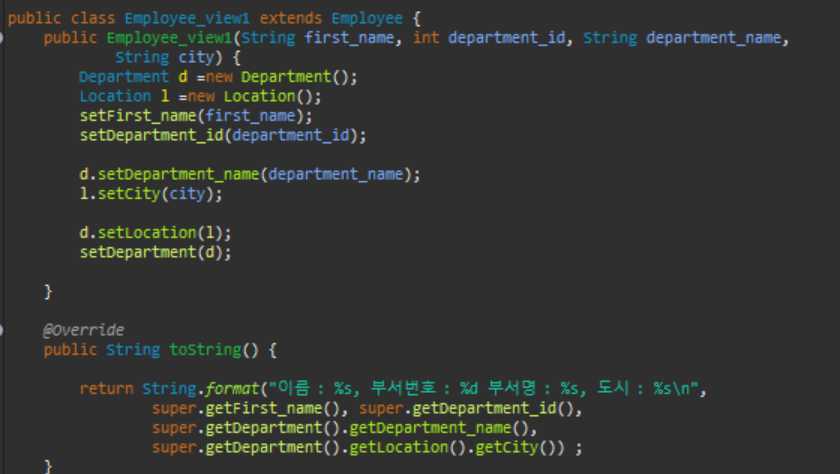 public class Employee_view1 extends Employee {
public Employee_view1(String first_name, int department_id, String department_name,
String city) {
Department d =new Department();
Location l =new Location();
setFirst_name(first_name);
setDepartment_id(department_id);
d.setDepartment_name(department_name);
l.setCity(city);
d.setLocation(l);
setDepartment(d);
}
@Override
public String toString() {
return String.format("이름 : %s, 부서번호 : %d 부서명 : %s, 도시 : %s\n",
super.getFirst_name(), super.getDepartment_id(),
super.getDepartment().getDepartment_name(),
super.getDepartment().getLocation().getCity()) ;
}